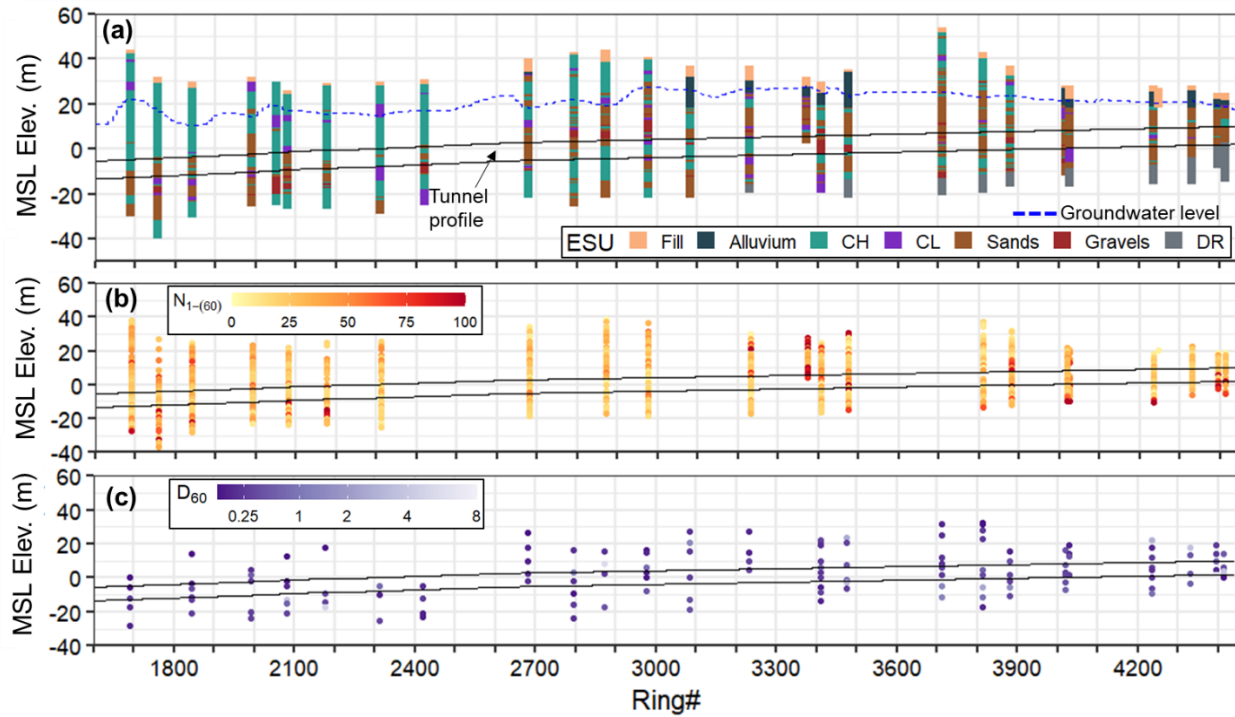 (a)
MSL Elev. (m)
60
40
20
0
-20
-40
Tunnel
profile
Groundwater level
ESU Fill Alluvium CH CL Sands Gravels DR
(b)
MSL Elev. (m)
60
40
20
0
-20
-40
N1−(60)
0 25 50 75 100
(c)
MSL Elev. (m)
60
40
20
0
-20
-40
D60
0.25 1 2 4 8
1800 2100 2400 2700 3000 3300 3600 3900 4200
Ring#